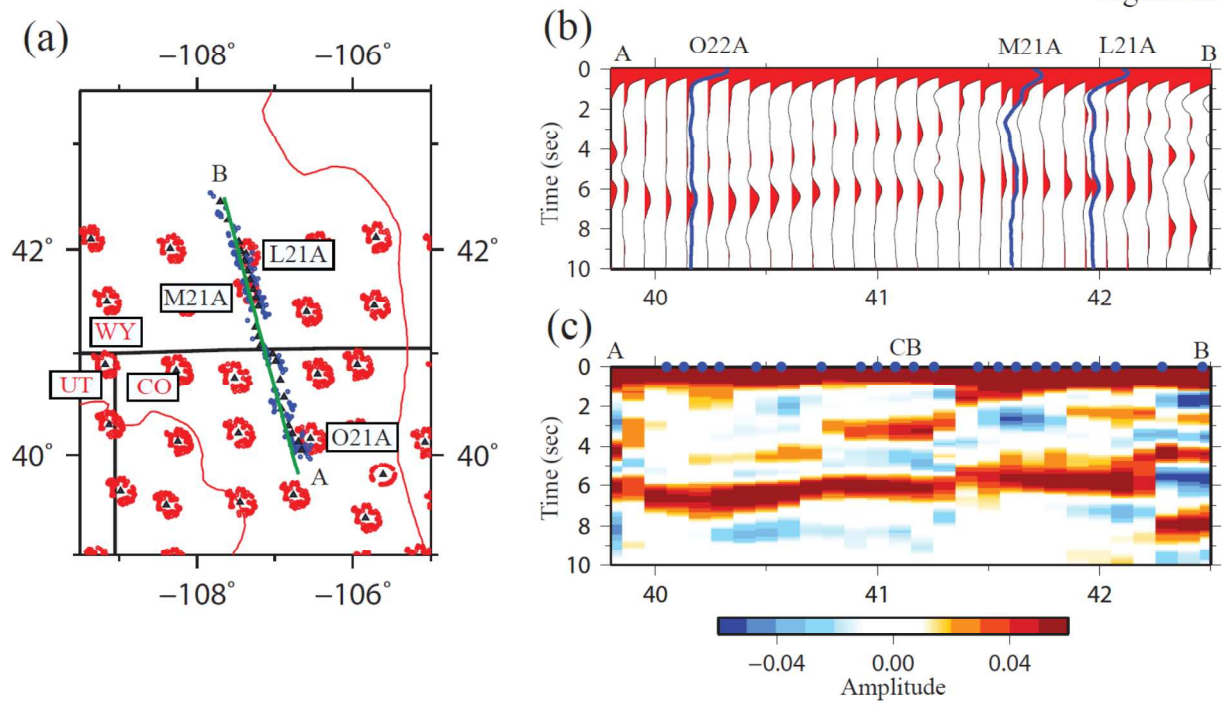 (a)
−108°
−106°
B
42°
42°
L21A
M21A
WY
UT
CO
O21A
40°
40°
A
−108°
−106°
(b)
A
O22A
M21A
L21A
B
0
2
4
6
8
10
Time (sec)
40
41
42
(c)
A
CB
B
0
2
4
6
8
10
Time (sec)
40
41
42
−0.04
0.00
0.04
Amplitude